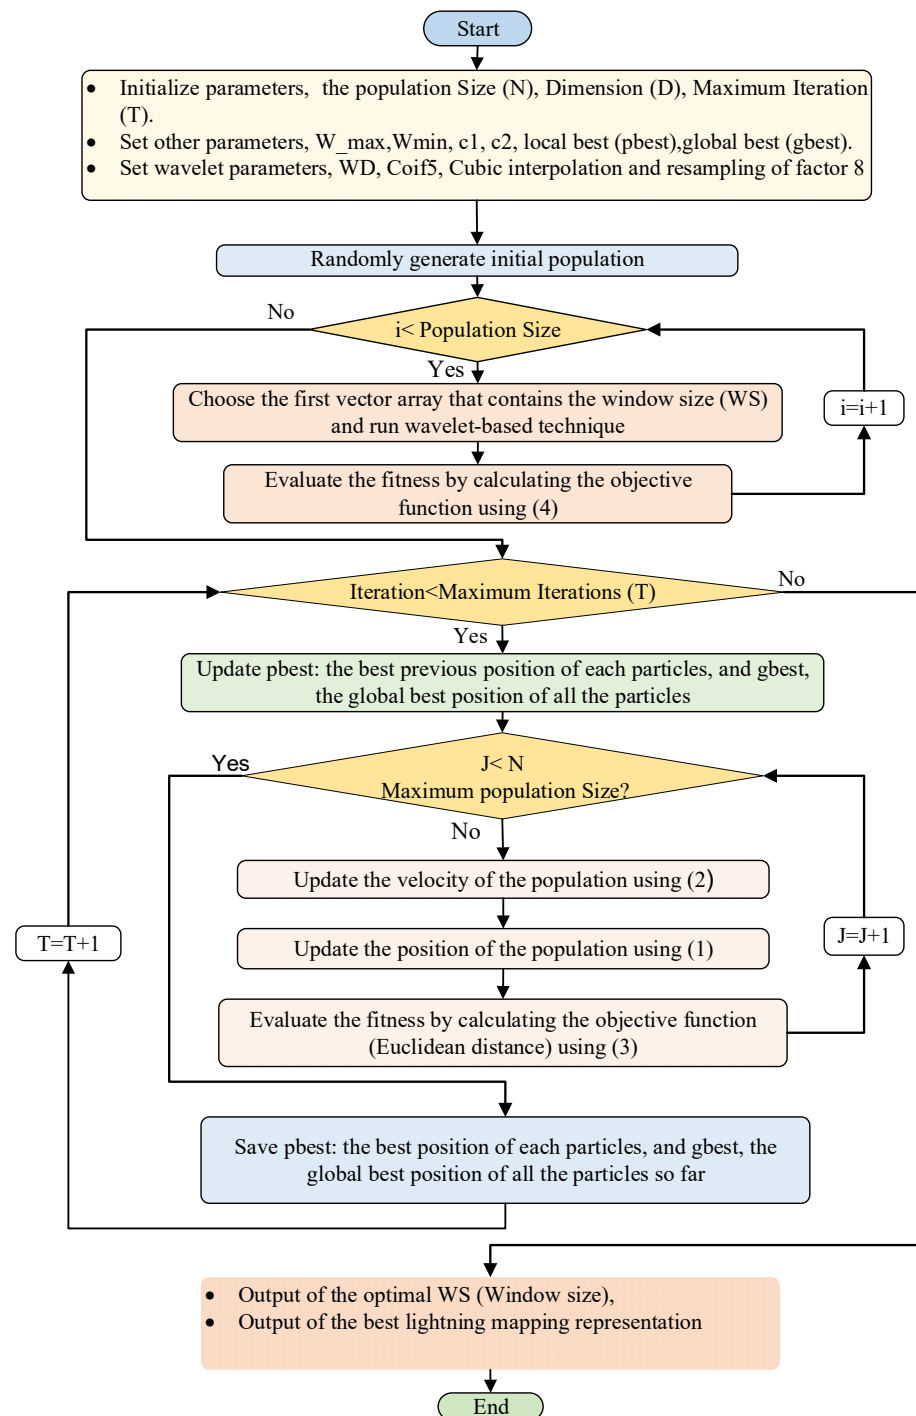 Start
• Initialize parameters, the population Size (N), Dimension (D), Maximum Iteration
(T).
• Set other parameters, W_max,Wmin, c1, c2, local best (pbest),global best (gbest).
• Set wavelet parameters, WD, Coif5, Cubic interpolation and resampling of factor 8
Randomly generate initial population
No
i< Population Size
Yes
Choose the first vector array that contains the window size (WS)
and run wavelet-based technique
i=i+1
Evaluate the fitness by calculating the objective
function using (4)
Iteration<Maximum Iterations (T)
No
Yes
Update pbest: the best previous position of each particles, and gbest,
the global best position of all the particles
Yes
J< N
Maximum population Size?
No
Update the velocity of the population using (2)
T=T+1
Update the position of the population using (1)
J=J+1
Evaluate the fitness by calculating the objective function
(Euclidean distance) using (3)
Save pbest: the best position of each particles, and gbest, the
global best position of all the particles so far
• Output of the optimal WS (Window size),
• Output of the best lightning mapping representation
End